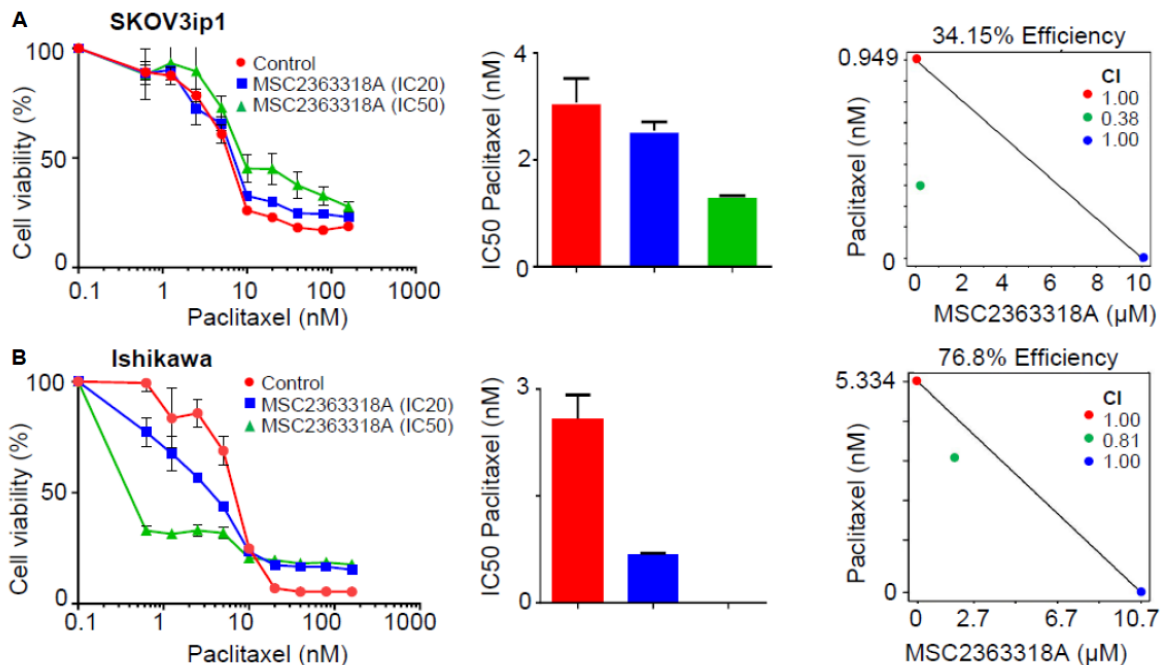 A
SKOV3ip1
100
50
0
Cell viability (%)
0.1 1 10 100 1000
Paclitaxel (nM)
Control
MSC2363318A (IC20)
MSC2363318A (IC50)
4
2
0
IC50 Paclitaxel (nM)
34.15% Efficiency
0.949
0
Paclitaxel (nM)
CI
1.00
0.38
1.00
0 2 4 6 8 10
MSC2363318A (µM)
B
Ishikawa
100
50
0
Cell viability (%)
0.1 1 10 100 1000
Paclitaxel (nM)
Control
MSC2363318A (IC20)
MSC2363318A (IC50)
3
0
IC50 Paclitaxel (nM)
76.8% Efficiency
5.334
0
Paclitaxel (nM)
CI
1.00
0.81
1.00
0 2.7 6.7 10.7
MSC2363318A (µM)